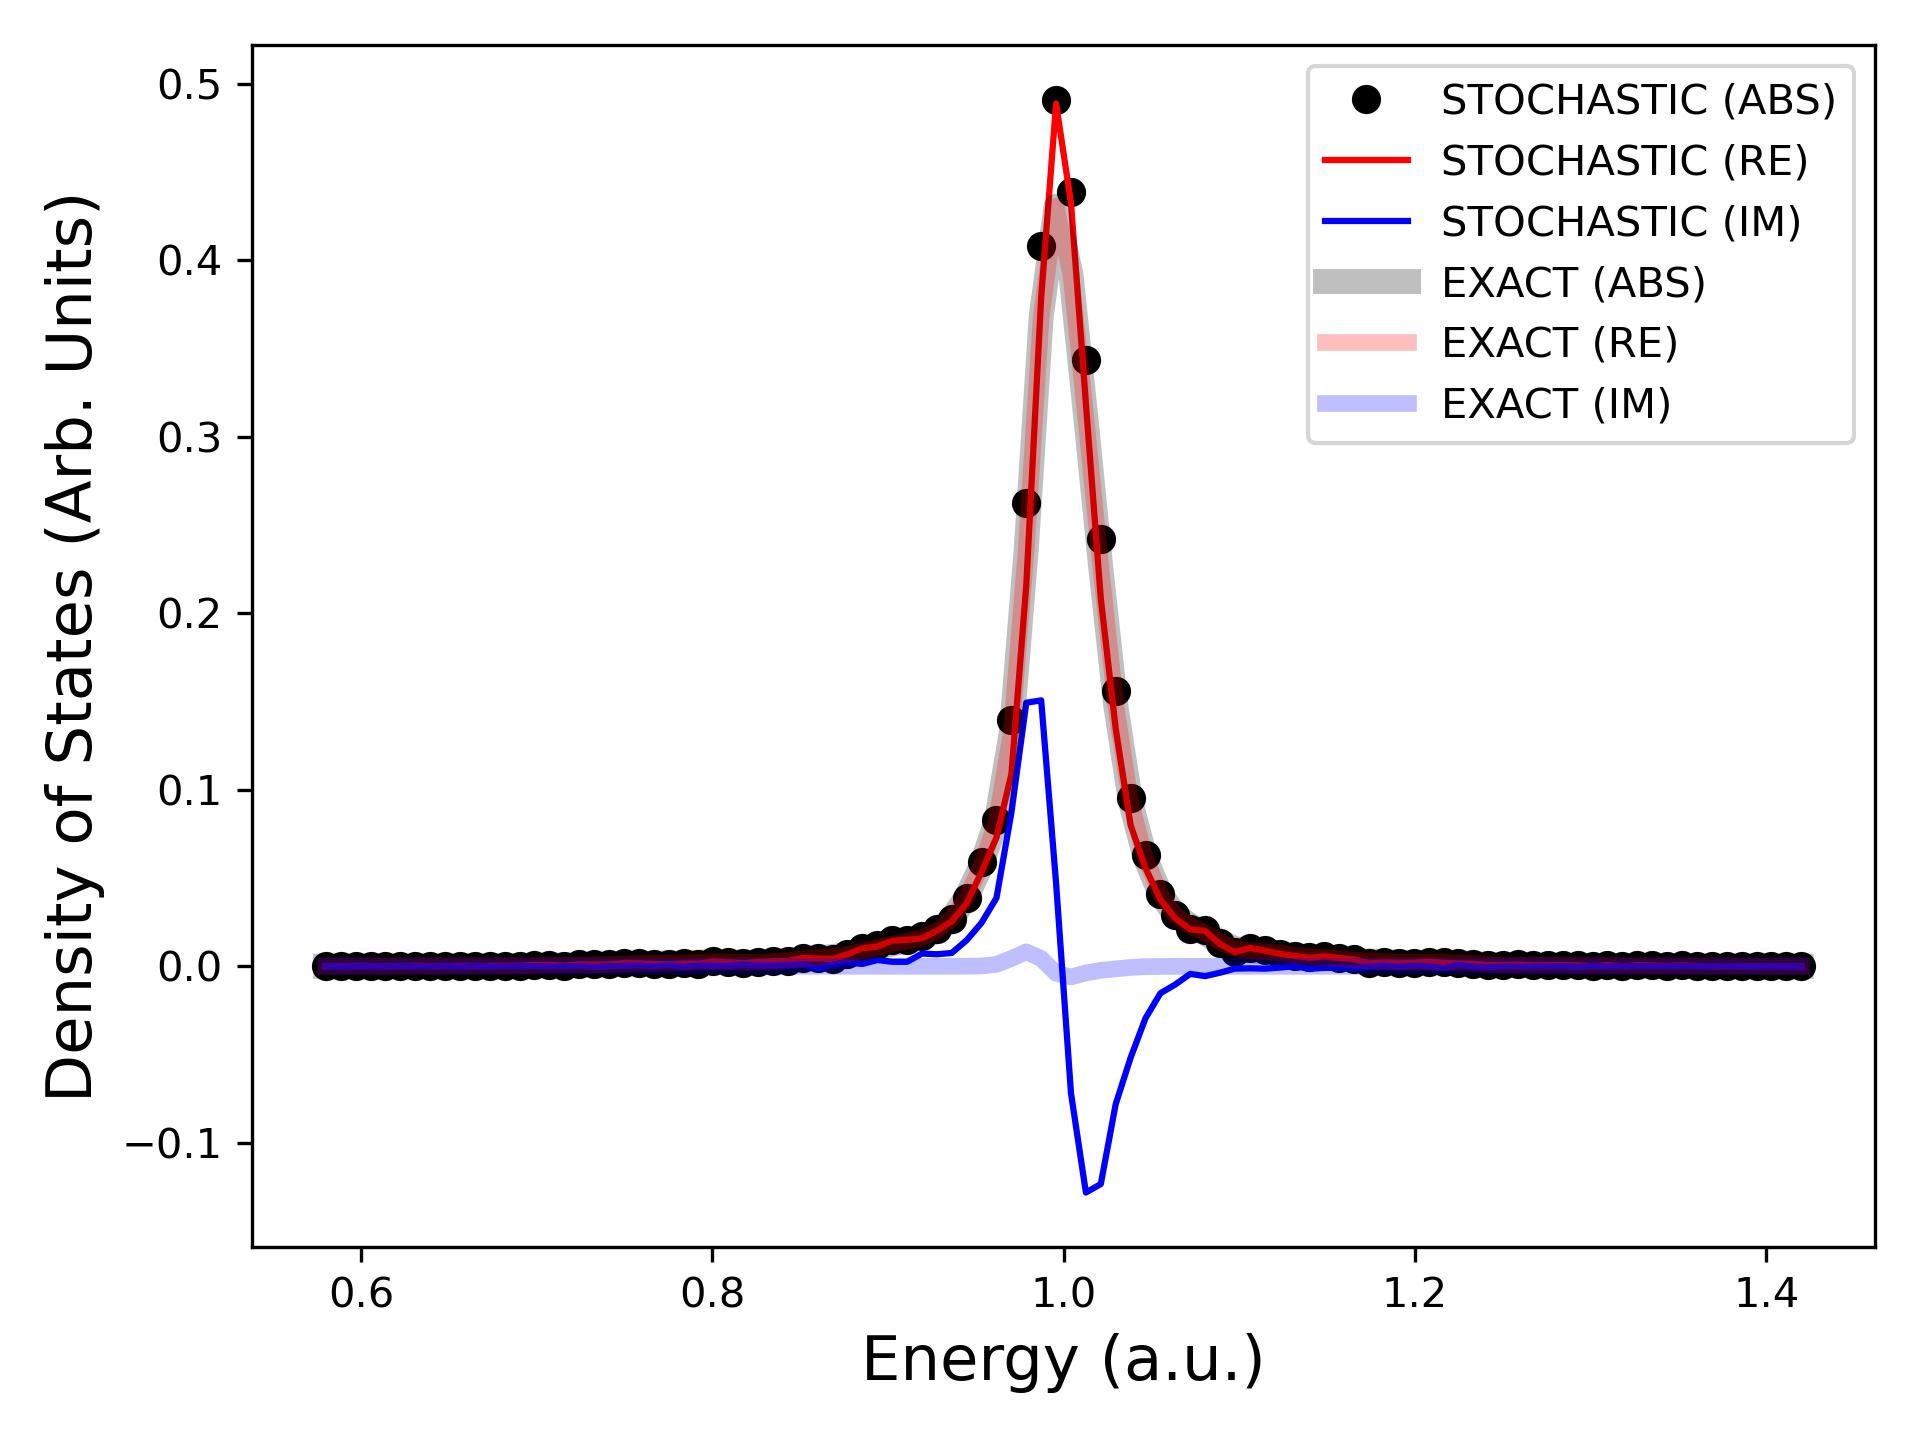 0.5
0.4
0.3
0.2
0.1
0.0
−0.1
Density of States (Arb. Units)
STOCHASTIC (ABS)
STOCHASTIC (RE)
STOCHASTIC (IM)
EXACT (ABS)
EXACT (RE)
EXACT (IM)
0.6 0.8 1.0 1.2 1.4
Energy (a.u.)